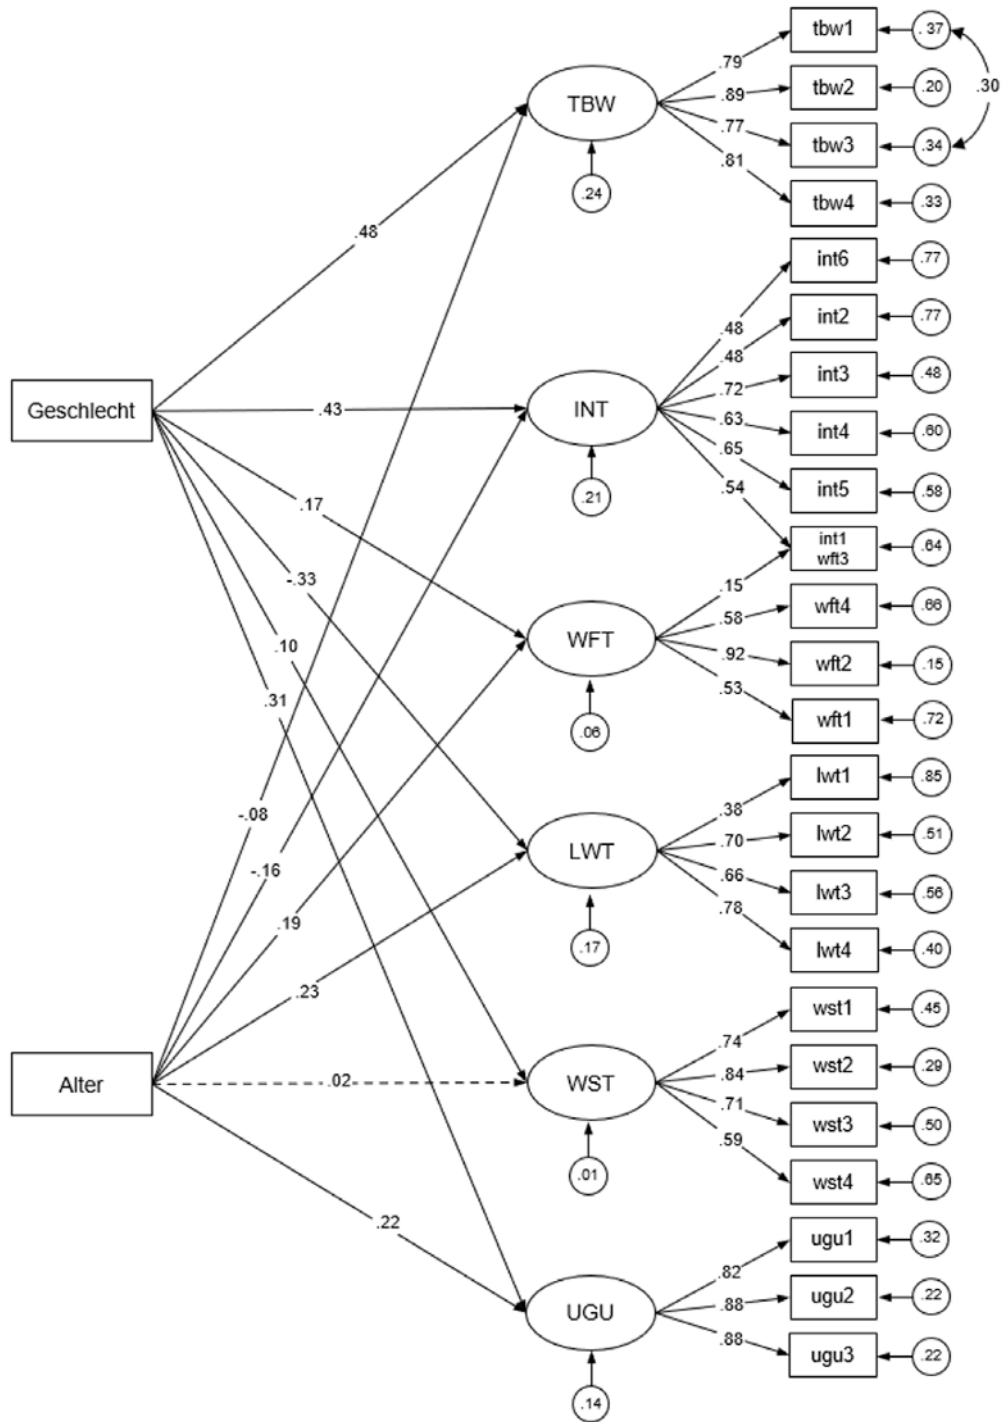 tbw1
.37
.79
tbw2
.20
.30
TBW
.89
.77
tbw3
.34
.81
.24
tbw4
.33
.48
int6
.77
.48
int2
.77
.48
int3
.48
.72
Geschlecht
.43
INT
.63
int4
.60
.65
int5
.58
.54
.21
.17
int1
wft3
.64
-.33
.15
wft4
.66
.58
.10
WFT
.92
wft2
.15
.53
.31
.06
wft1
.72
lwt1
.85
.38
-.08
.70
lwt2
.51
LWT
-.16
.66
lwt3
.56
.78
.19
.17
lwt4
.40
.23
wst1
.45
.74
Alter
.02
WST
.84
wst2
.29
.71
wst3
.50
.59
.01
wst4
.65
.22
ugu1
.32
.82
UGU
.88
ugu2
.22
.88
ugu3
.22
.14